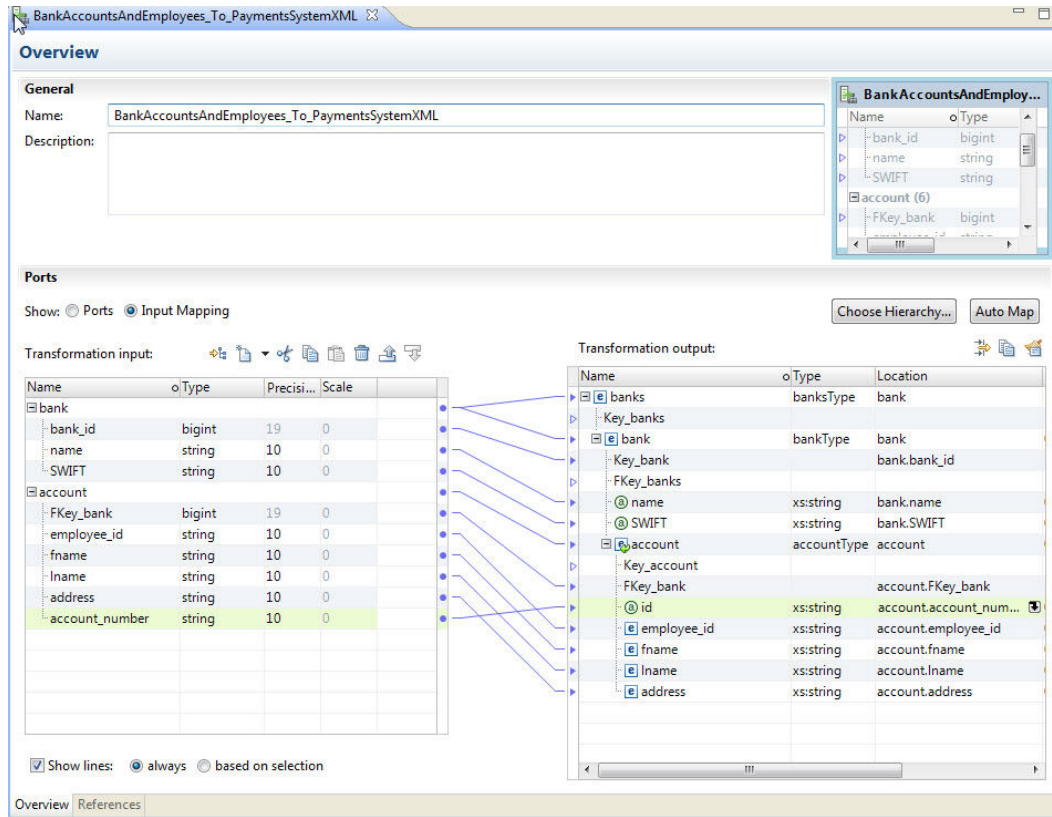 BankAccountsAndEmployees_To_PaymentsSystemXML
Overview
General
Name: BankAccountsAndEmployees_To_PaymentsSystemXML
Description:
BankAccountsAndEmploy...
Name Type
bank_id bigint
name string
SWIFT string
account (6)
FKey_bank bigint
Ports
Show: Ports Input Mapping
Choose Hierarchy... Auto Map
Transformation input:
Name Type Precisi... Scale
bank
bank_id bigint 19 0
name string 10 0
SWIFT string 10 0
account
FKey_bank bigint 19 0
employee_id string 10 0
fname string 10 0
lname string 10 0
address string 10 0
account_number string 10 0
Show lines: always based on selection
Transformation output:
Name Type Location
e banks banksType bank
Key_banks
e bank bankType bank
Key_bank bank.bank_id
FKey_banks
a name xs:string bank.name
a SWIFT xs:string bank.SWIFT
e account accountType account
Key_account
FKey_bank account.FKey_bank
a id xs:string account.account_num...
e employee_id xs:string account.employee_id
e fname xs:string account.fname
e lname xs:string account.lname
e address xs:string account.address
Overview References